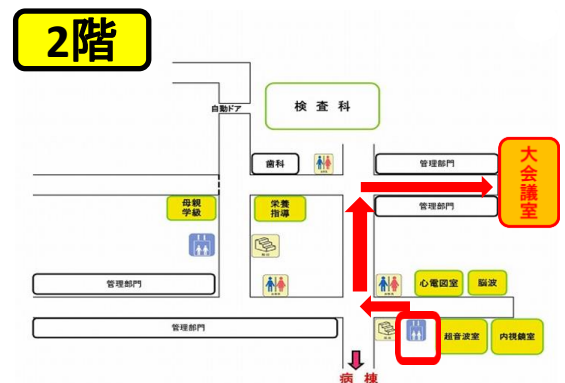 2階
自動ドア
検査科
歯科
管理部門
大会議室
母親
学級
栄養
指導
管理部門
管理部門
心電図室
脳波
管理部門
超音波室
内視鏡室
病棟